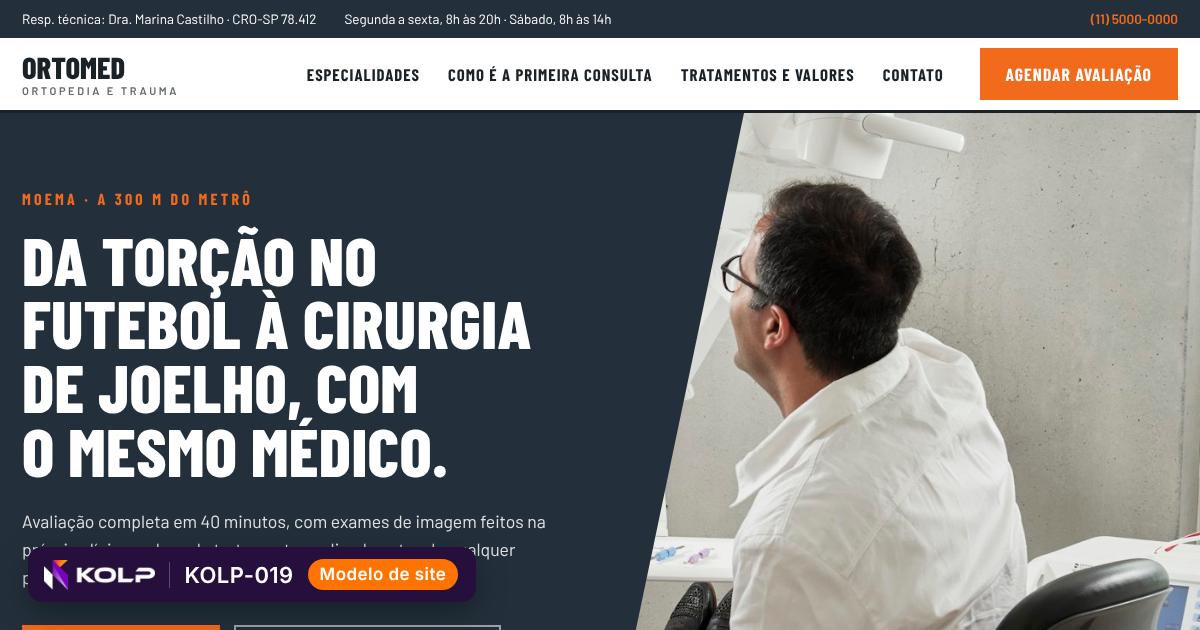 Resp. técnica: Dra. Marina Castilho · CRO-SP 78.412
Segunda a sexta, 8h às 20h · Sábado, 8h às 14h
(11) 5000-0000
ORTOMED
ORTOPEDIA E TRAUMA
ESPECIALIDADES
COMO É A PRIMEIRA CONSULTA
TRATAMENTOS E VALORES
CONTATO
AGENDAR AVALIAÇÃO
MOEMA · A 300 M DO METRÔ
DA TORÇÃO NO
FUTEBOL À CIRURGIA
DE JOELHO, COM
O MESMO MÉDICO.
Avaliação completa em 40 minutos, com exames de imagem feitos na
KOLP
KOLP-019
Modelo de site